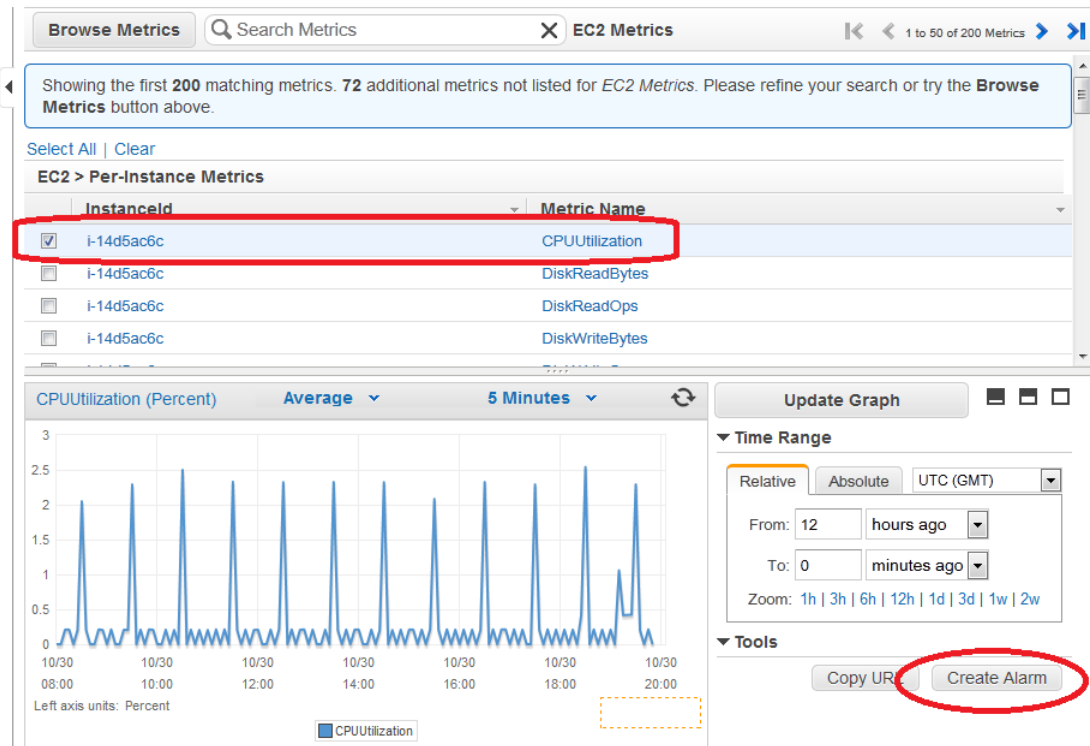 Browse Metrics Search Metrics EC2 Metrics 1 to 50 of 200 Metrics
Showing the first 200 matching metrics. 72 additional metrics not listed for EC2 Metrics. Please refine your search or try the Browse
Metrics button above.
Select All | Clear
EC2 > Per-Instance Metrics
InstanceId Metric Name
i-14d5ac6c CPUUtilization
i-14d5ac6c DiskReadBytes
i-14d5ac6c DiskReadOps
i-14d5ac6c DiskWriteBytes
CPUUtilization (Percent) Average 5 Minutes
3
2.5
2
1.5
1
0.5
0
10/30 10/30 10/30 10/30 10/30 10/30 10/30
08:00 10:00 12:00 14:00 16:00 18:00 20:00
Left axis units: Percent
CPUUtilization
Update Graph
Time Range
Relative Absolute UTC (GMT)
From: 12 hours ago
To: 0 minutes ago
Zoom: 1h | 3h | 6h | 12h | 1d | 3d | 1w | 2w
Tools
Copy URL Create Alarm